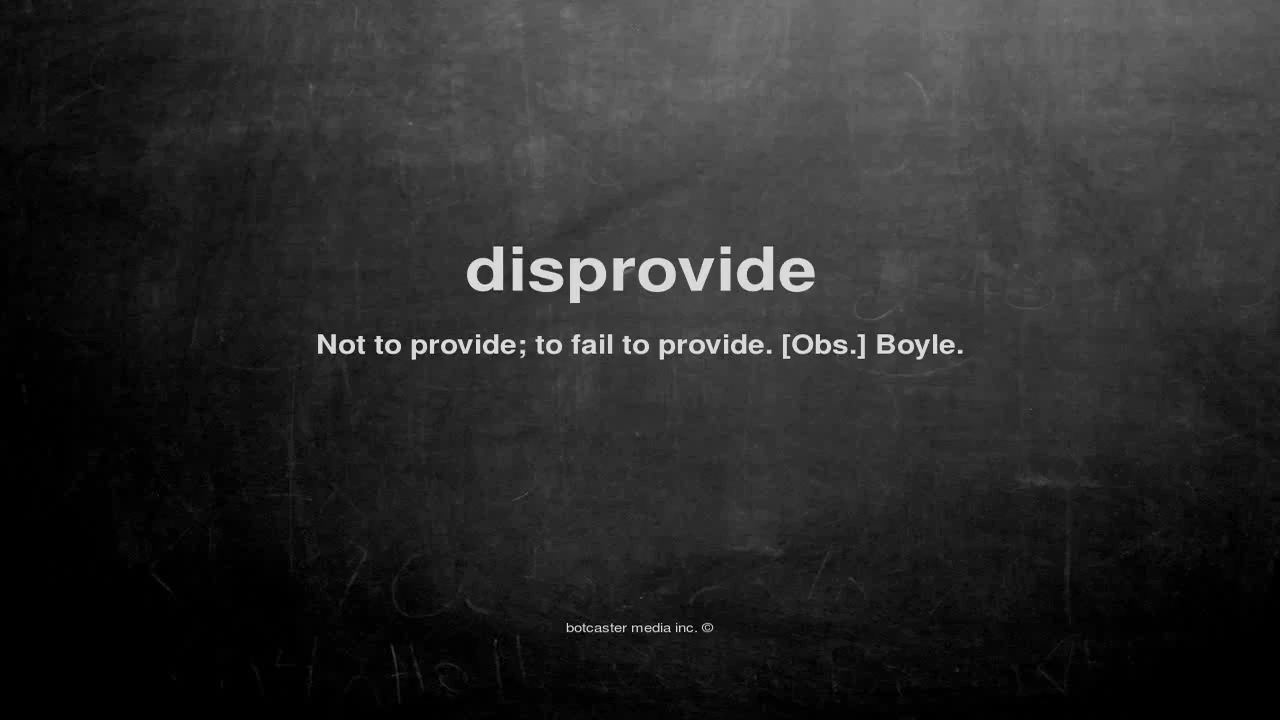 disprovide
Not to provide; to fail to provide. [Obs.] Boyle.
botcaster media inc. ©